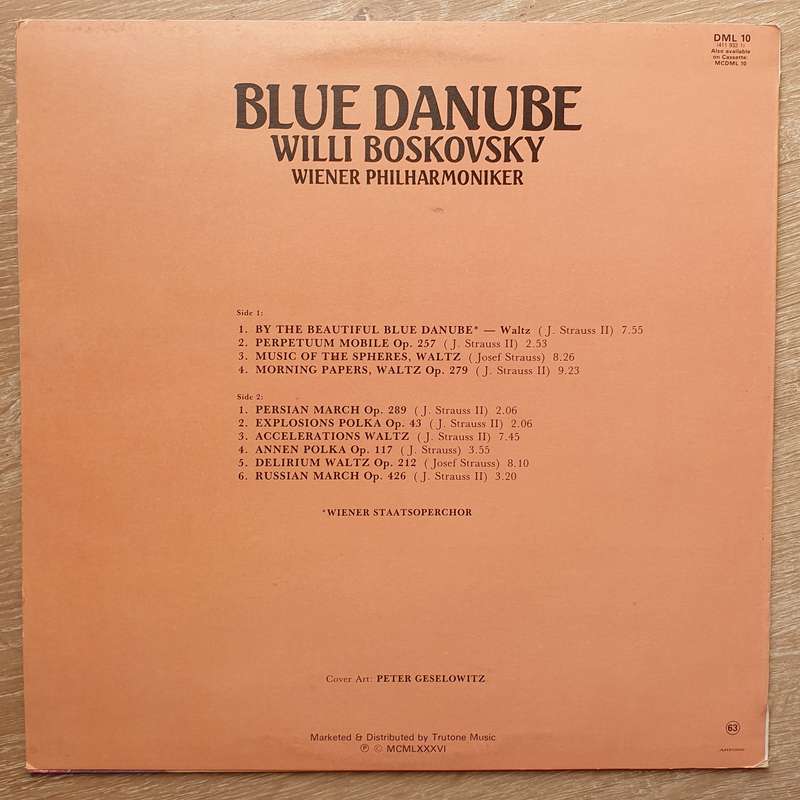 DML 10
(411 932 1)
Also available
on Cassette:
MCDML 10
BLUE DANUBE
WILLI BOSKOVSKY
WIENER PHILHARMONIKER
Side 1:
1. BY THE BEAUTIFUL BLUE DANUBE* — Waltz ( J. Strauss II) 7.55
2. PERPETUUM MOBILE Op. 257 ( J. Strauss II) 2.53
3. MUSIC OF THE SPHERES, WALTZ ( Josef Strauss) 8.26
4. MORNING PAPERS, WALTZ Op. 279 ( J. Strauss II) 9.23
Side 2:
1. PERSIAN MARCH Op. 289 ( J. Strauss II) 2.06
2. EXPLOSIONS POLKA Op. 43 ( J. Strauss II) 2.06
3. ACCELERATIONS WALTZ ( J. Strauss II) 7.45
4. ANNEN POLKA Op. 117 ( J. Strauss) 3.55
5. DELIRIUM WALTZ Op. 212 ( Josef Strauss) 8.10
6. RUSSIAN MARCH Op. 426 ( J. Strauss II) 3.20
*WIENER STAATSOPERCHOR
Cover Art: PETER GESELOWITZ
Marketed & Distributed by Trutone Music
℗ © MCMLXXXVI
63